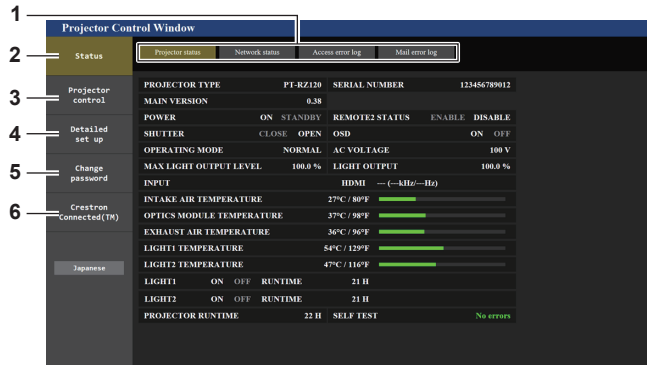 1
Projector Control Window
2
Status
Projector status
Network status
Access error log
Mail error log
3
Projector
control
4
Detailed
set up
5
Change
password
6
Crestron
Connected(TM)
Japanese
PROJECTOR TYPE PT-RZ120 SERIAL NUMBER 123456789012
MAIN VERSION 0.38
POWER ON STANDBY REMOTE2 STATUS ENABLE DISABLE
SHUTTER CLOSE OPEN OSD ON OFF
OPERATING MODE NORMAL AC VOLTAGE 100 V
MAX LIGHT OUTPUT LEVEL 100.0 % LIGHT OUTPUT 100.0 %
INPUT HDMI --- (---kHz/---Hz)
INTAKE AIR TEMPERATURE 27°C / 80°F
OPTICS MODULE TEMPERATURE 37°C / 98°F
EXHAUST AIR TEMPERATURE 36°C / 96°F
LIGHT1 TEMPERATURE 54°C / 129°F
LIGHT2 TEMPERATURE 47°C / 116°F
LIGHT1 ON OFF RUNTIME 21 H
LIGHT2 ON OFF RUNTIME 21 H
PROJECTOR RUNTIME 22 H SELF TEST No errors